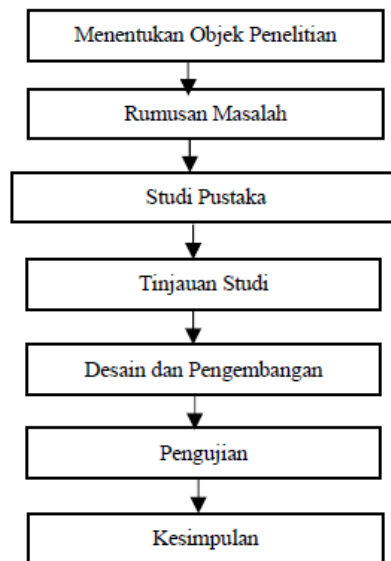 Menentukan Objek Penelitian
Rumusan Masalah
Studi Pustaka
Tinjauan Studi
Desain dan Pengembangan
Pengujian
Kesimpulan